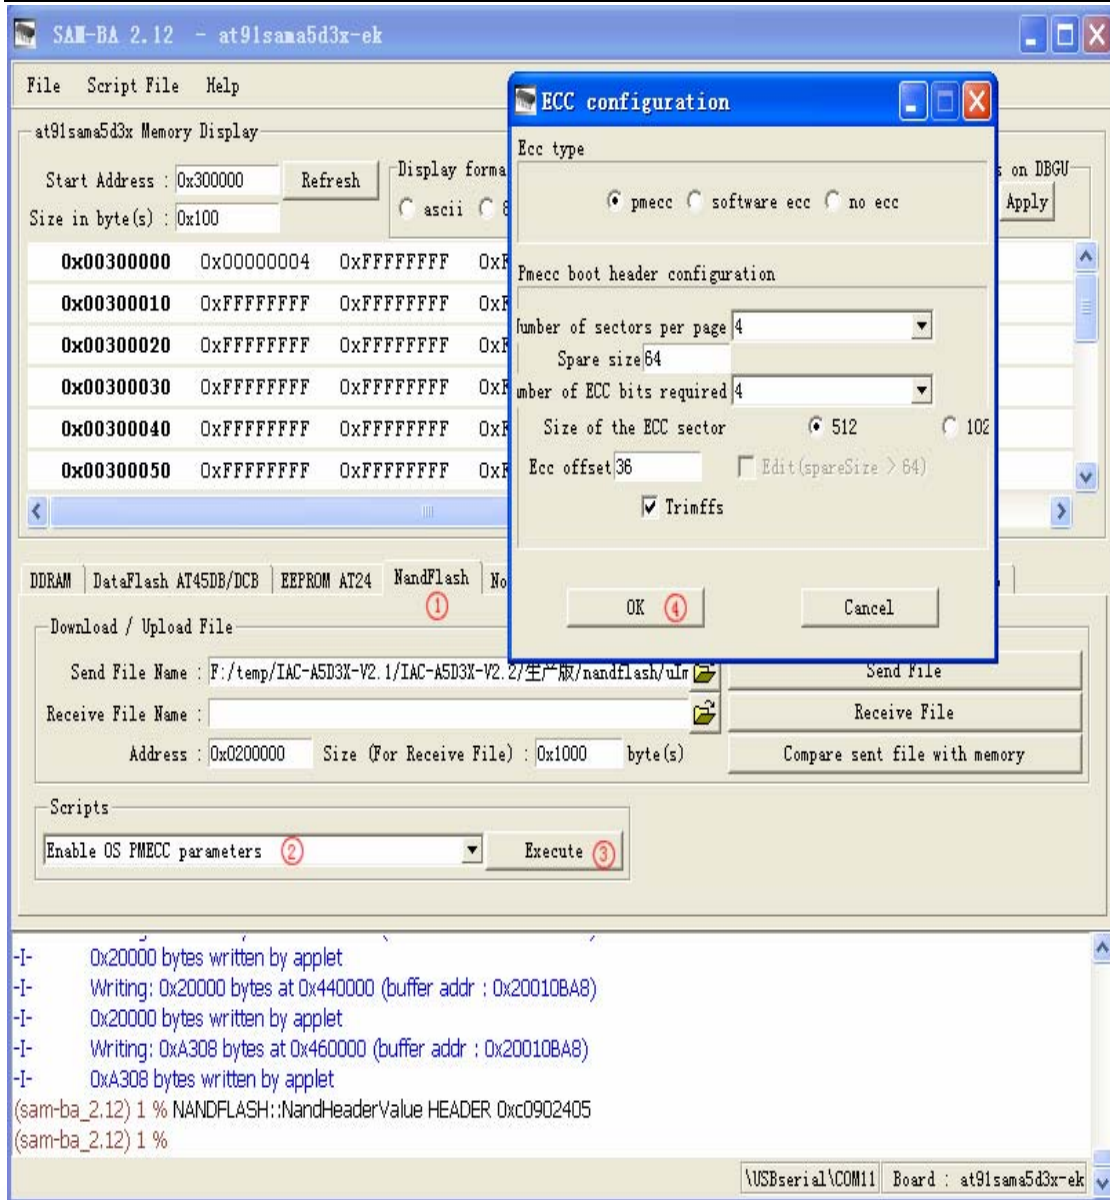 SAM-BA 2.12 - at91sama5d3x-ek
File Script File Help
at91sama5d3x Memory Display
Start Address : 0x300000 Refresh
Size in byte(s) : 0x100
Display forma
ascii 8
s on DBGU
Apply
0x00300000 0x00000004 0xFFFFFFFF 0xF
0x00300010 0xFFFFFFFF 0xFFFFFFFF 0xF
0x00300020 0xFFFFFFFF 0xFFFFFFFF 0xF
0x00300030 0xFFFFFFFF 0xFFFFFFFF 0xF
0x00300040 0xFFFFFFFF 0xFFFFFFFF 0xF
0x00300050 0xFFFFFFFF 0xFFFFFFFF 0xF
ECC configuration
Ecc type
pmecc software ecc no ecc
Pmecc boot header configuration
Number of sectors per page 4
Spare size 64
mber of ECC bits required 4
Size of the ECC sector 512 102
Ecc offset 36 Edit(spareSize > 64)
Trimffs
OK ④ Cancel
DDRAM DataFlash AT45DB/DCB EEPROM AT24 NandFlash No
①
Download / Upload File
Send File Name : F:/temp/IAC-A5D3X-V2.1/IAC-A5D3X-V2.2/生产版/nandflash/uIm Send File
Receive File Name : Receive File
Address : 0x0200000 Size (For Receive File) : 0x1000 byte(s) Compare sent file with memory
Scripts
Enable OS PMECC parameters ② Execute ③
-I- 0x20000 bytes written by applet
-I- Writing: 0x20000 bytes at 0x440000 (buffer addr : 0x20010BA8)
-I- 0x20000 bytes written by applet
-I- Writing: 0xA308 bytes at 0x460000 (buffer addr : 0x20010BA8)
-I- 0xA308 bytes written by applet
(sam-ba_2.12) 1 % NANDFLASH::NandHeaderValue HEADER 0xc0902405
(sam-ba_2.12) 1 %
\USBserial\COM11 Board : at91sama5d3x-ek